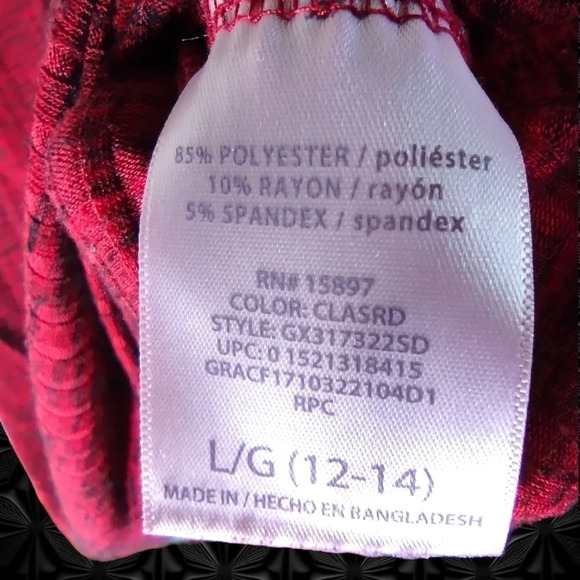 85% POLYESTER / poliéster
10% RAYON / rayón
5% SPANDEX / spandex
RN# 15897
COLOR: CLASRD
STYLE: GX317322SD
UPC: 0 1521318415
GRACF1710322104D1
RPC
L/G (12-14)
MADE IN / HECHO EN BANGLADESH